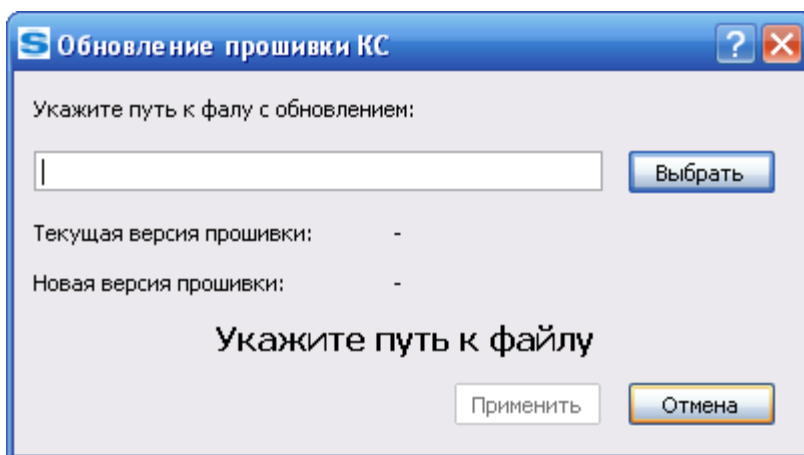 S Обновление прошивки КС ?
Укажите путь к фалу с обновлением:
Выбрать
Текущая версия прошивки: -
Новая версия прошивки: -
Укажите путь к файлу
Применить Отмена